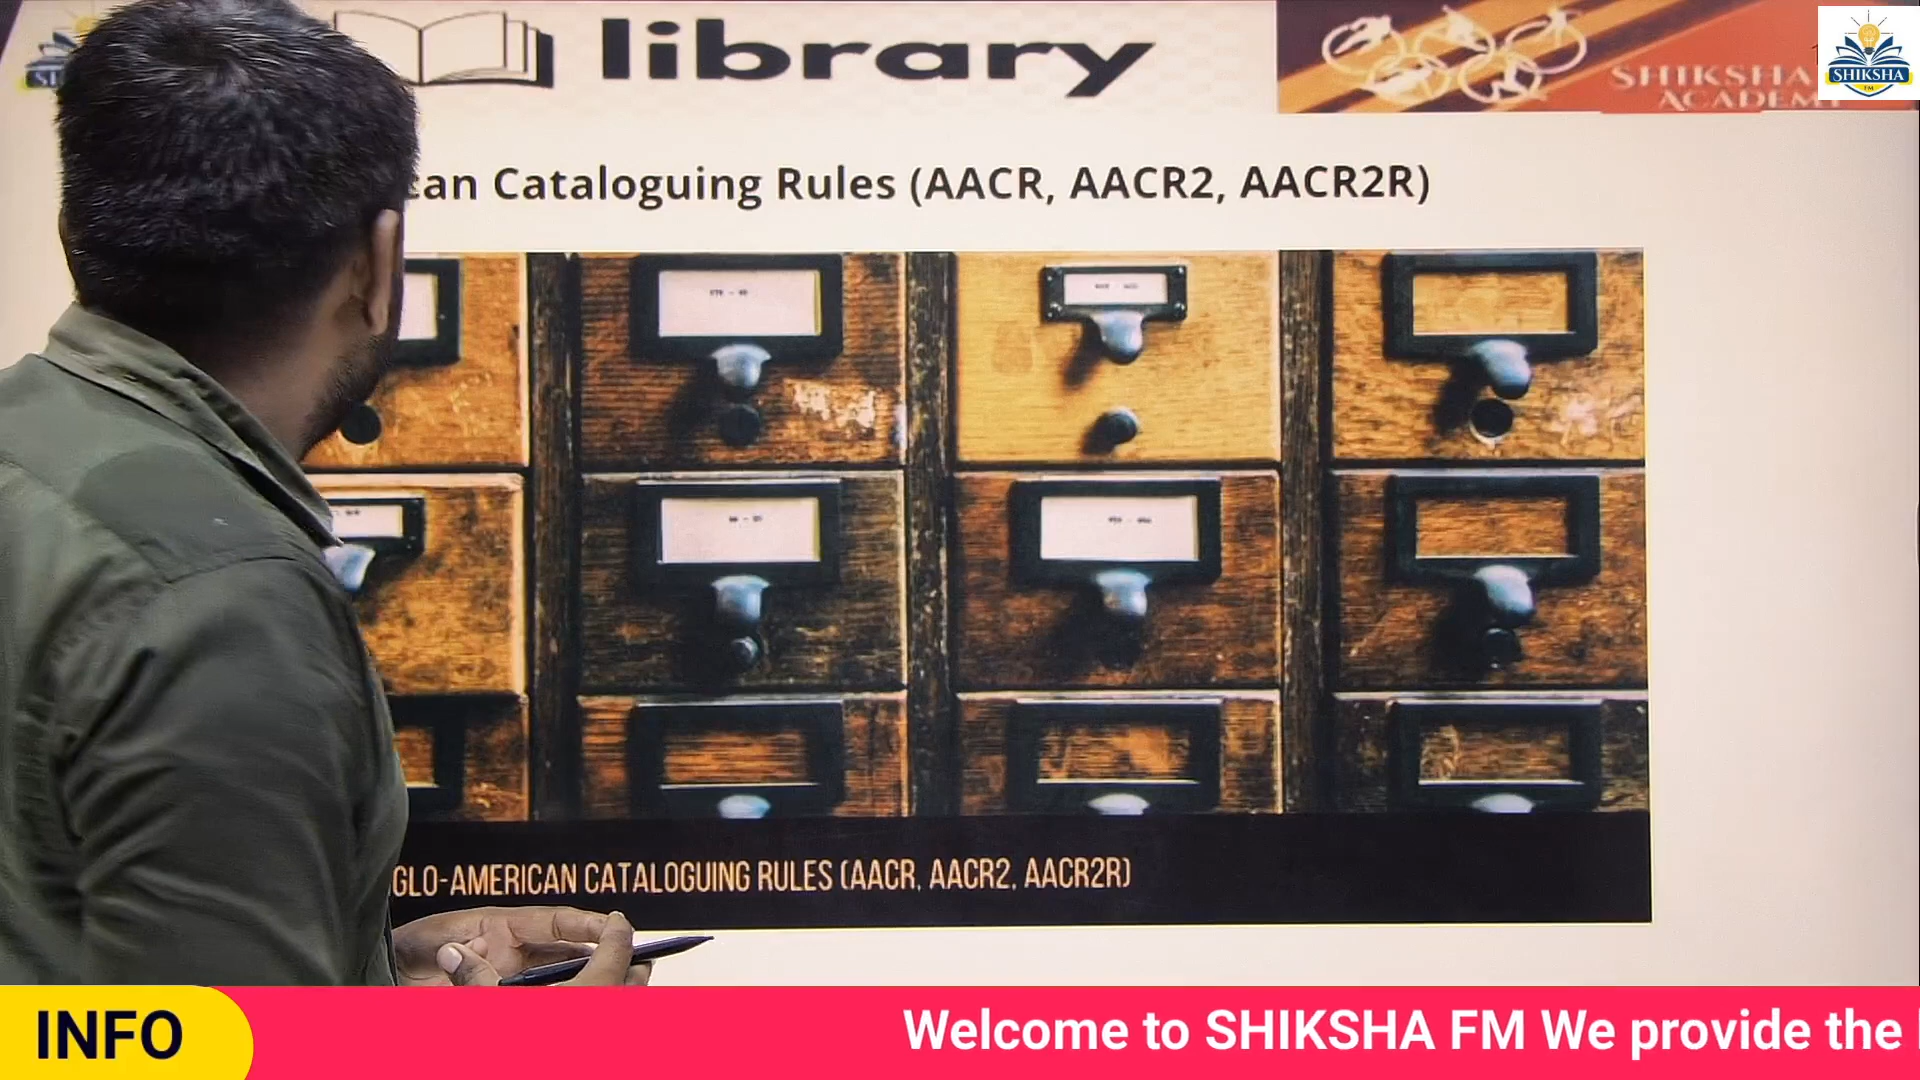 library
SHIKSHA
ACADEMY
SHIKSHA
FM
can Cataloguing Rules (AACR, AACR2, AACR2R)
GLO-AMERICAN CATALOGUING RULES (AACR, AACR2, AACR2R)
INFO
Welcome to SHIKSHA FM We provide the